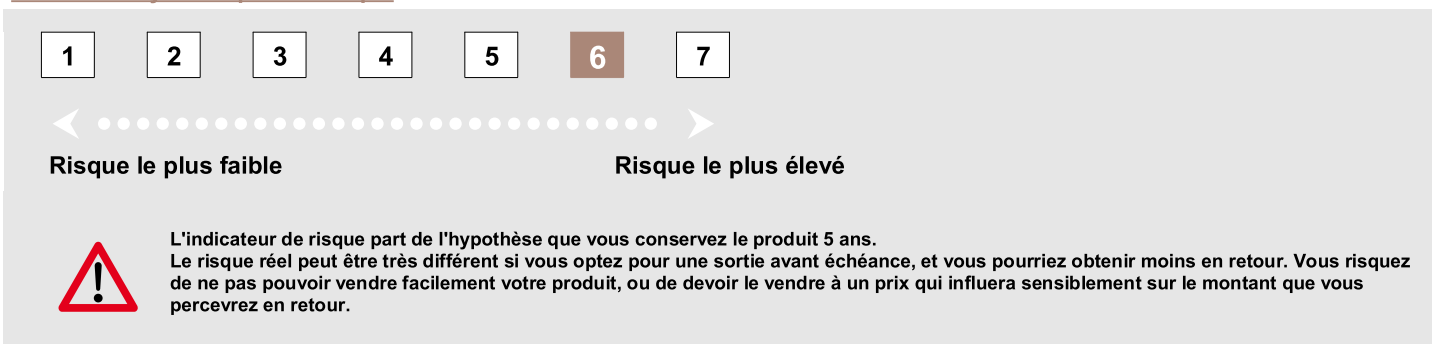 1 2 3 4 5 6 7
Risque le plus faible Risque le plus élevé
L'indicateur de risque part de l'hypothèse que vous conservez le produit 5 ans.
Le risque réel peut être très différent si vous optez pour une sortie avant échéance, et vous pourriez obtenir moins en retour. Vous risquez
de ne pas pouvoir vendre facilement votre produit, ou de devoir le vendre à un prix qui influera sensiblement sur le montant que vous
percevrez en retour.